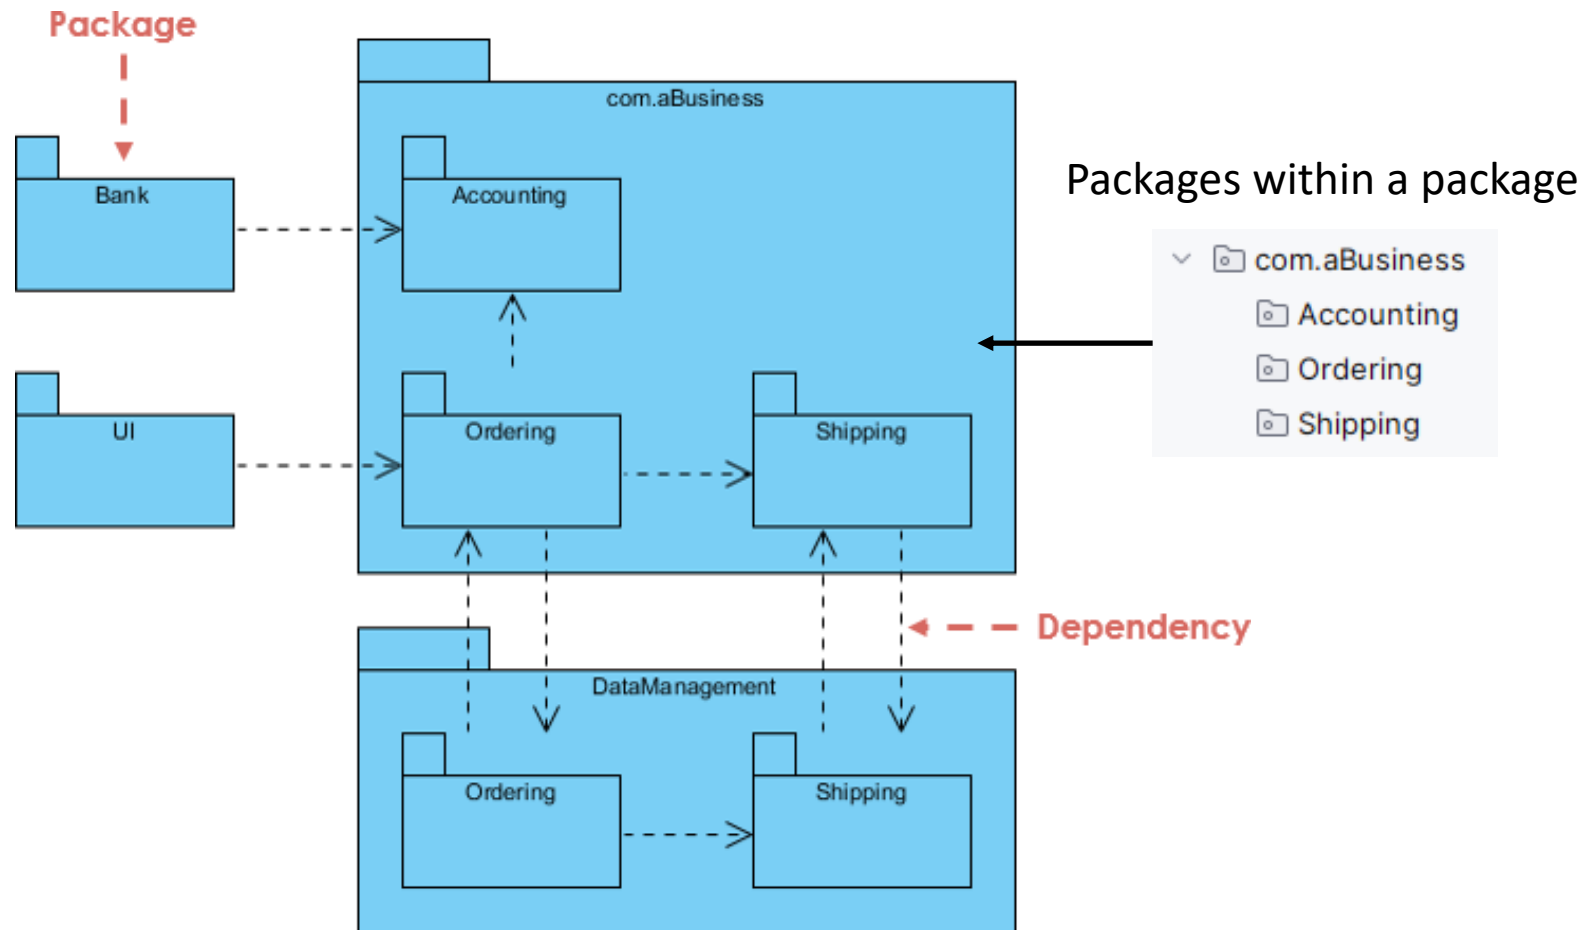 Package
com.aBusiness
Bank
Accounting
Packages within a package
com.aBusiness
Accounting
Ordering
Shipping
UI
Ordering
Shipping
Dependency
DataManagement
Ordering
Shipping